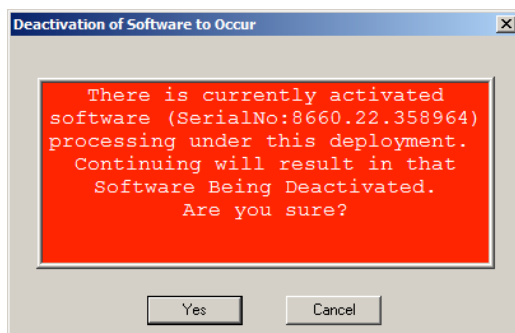 Deactivation of Software to Occur
There is currently activated
software (SerialNo:8660.22.358964)
processing under this deployment.
Continuing will result in that
Software Being Deactivated.
Are you sure?
Yes
Cancel